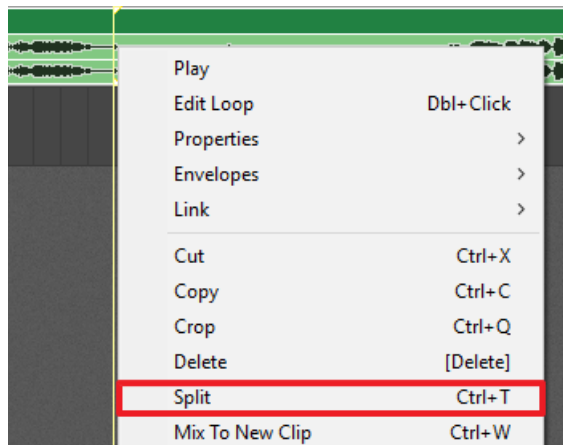 Play
Edit Loop Dbl+Click
Properties >
Envelopes >
Link >
Cut Ctrl+X
Copy Ctrl+C
Crop Ctrl+Q
Delete [Delete]
Split Ctrl+T
Mix To New Clip Ctrl+W